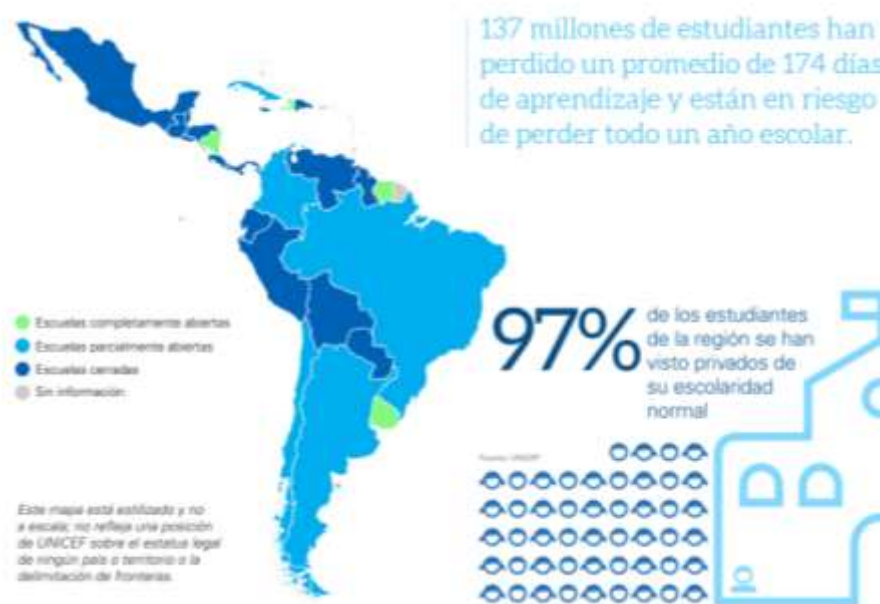 137 millones de estudiantes han
perdido un promedio de 174 días
de aprendizaje y están en riesgo
de perder todo un año escolar.
Escuelas completamente abiertas
Escuelas parcialmente abiertas
Escuelas cerradas
Sin información
97%
de los estudiantes
de la región se han
visto privados de
su escolaridad
normal
Fuente: UNICEF
Este mapa está estilizado y no
a escala; no refleja una posición
de UNICEF sobre el estatus legal
de ningún país o territorio o la
delimitación de fronteras.